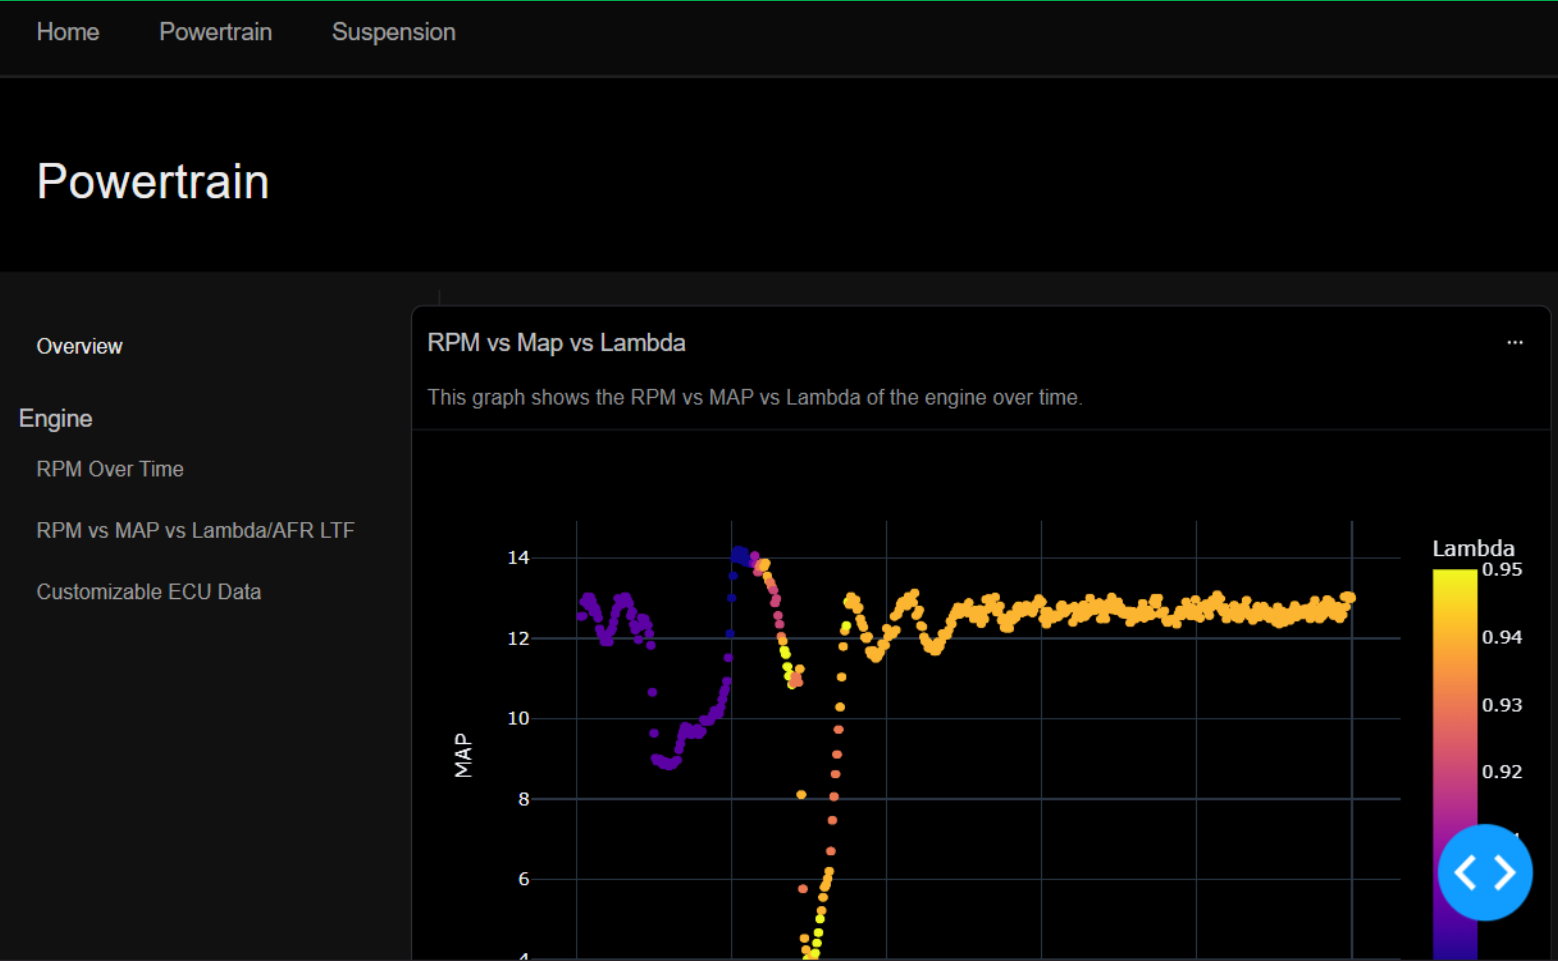 Home Powertrain Suspension
Powertrain
Overview
Engine
RPM Over Time
RPM vs MAP vs Lambda/AFR LTF
Customizable ECU Data
RPM vs Map vs Lambda
...
This graph shows the RPM vs MAP vs Lambda of the engine over time.
14
12
10
8
6
4
MAP
Lambda
0.95
0.94
0.93
0.92